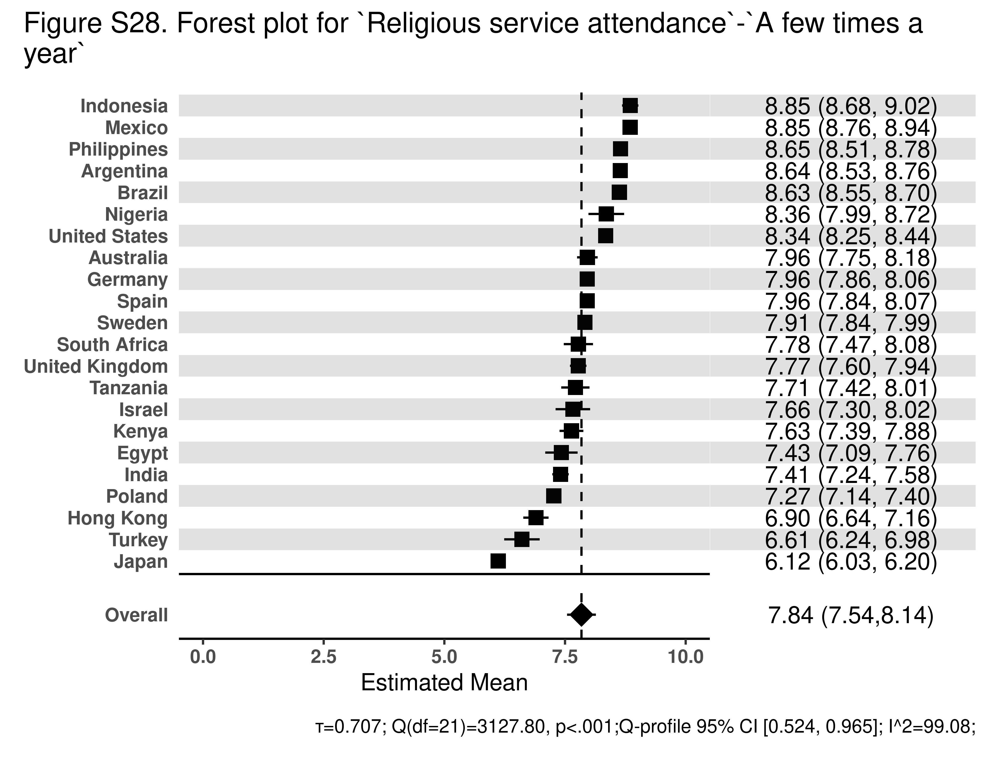 Figure S28. Forest plot for `Religious service attendance`-`A few times a
year`
Indonesia 8.85 (8.68, 9.02)
Mexico 8.85 (8.76, 8.94)
Philippines 8.65 (8.51, 8.78)
Argentina 8.64 (8.53, 8.76)
Brazil 8.63 (8.55, 8.70)
Nigeria 8.36 (7.99, 8.72)
United States 8.34 (8.25, 8.44)
Australia 7.96 (7.75, 8.18)
Germany 7.96 (7.86, 8.06)
Spain 7.96 (7.84, 8.07)
Sweden 7.91 (7.84, 7.99)
South Africa 7.78 (7.47, 8.08)
United Kingdom 7.77 (7.60, 7.94)
Tanzania 7.71 (7.42, 8.01)
Israel 7.66 (7.30, 8.02)
Kenya 7.63 (7.39, 7.88)
Egypt 7.43 (7.09, 7.76)
India 7.41 (7.24, 7.58)
Poland 7.27 (7.14, 7.40)
Hong Kong 6.90 (6.64, 7.16)
Turkey 6.61 (6.24, 6.98)
Japan 6.12 (6.03, 6.20)
Overall 7.84 (7.54,8.14)
0.0 2.5 5.0 7.5 10.0
Estimated Mean
τ=0.707; Q(df=21)=3127.80, p<.001;Q-profile 95% CI [0.524, 0.965]; I^2=99.08;